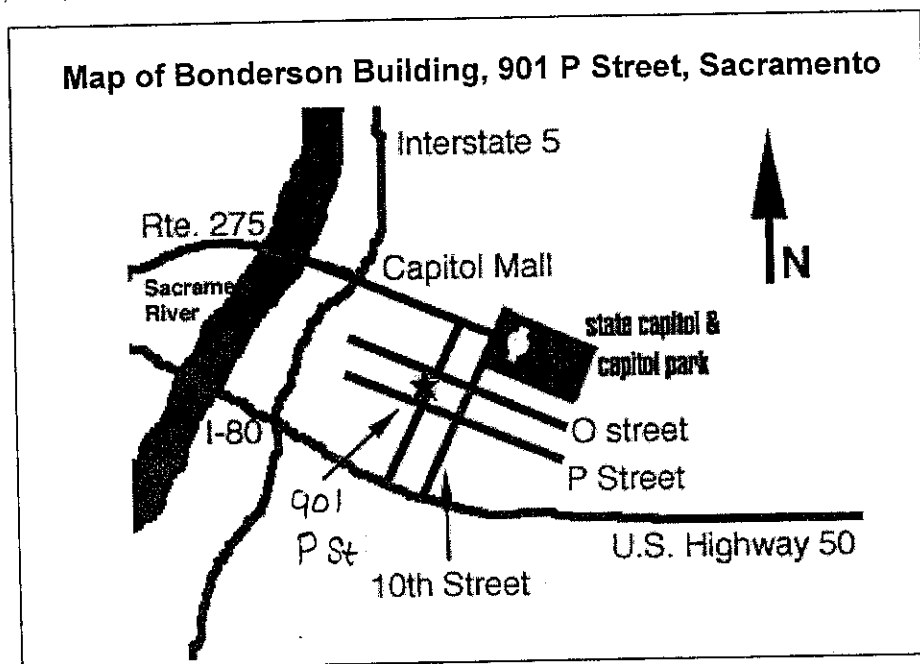 Map of Bonderson Building, 901 P Street, Sacramento
Interstate 5
Rte. 275
N
Capitol Mall
Sacrame
River
state capitol &
capitol park
O street
I-80
P Street
901
P St
U.S. Highway 50
10th Street